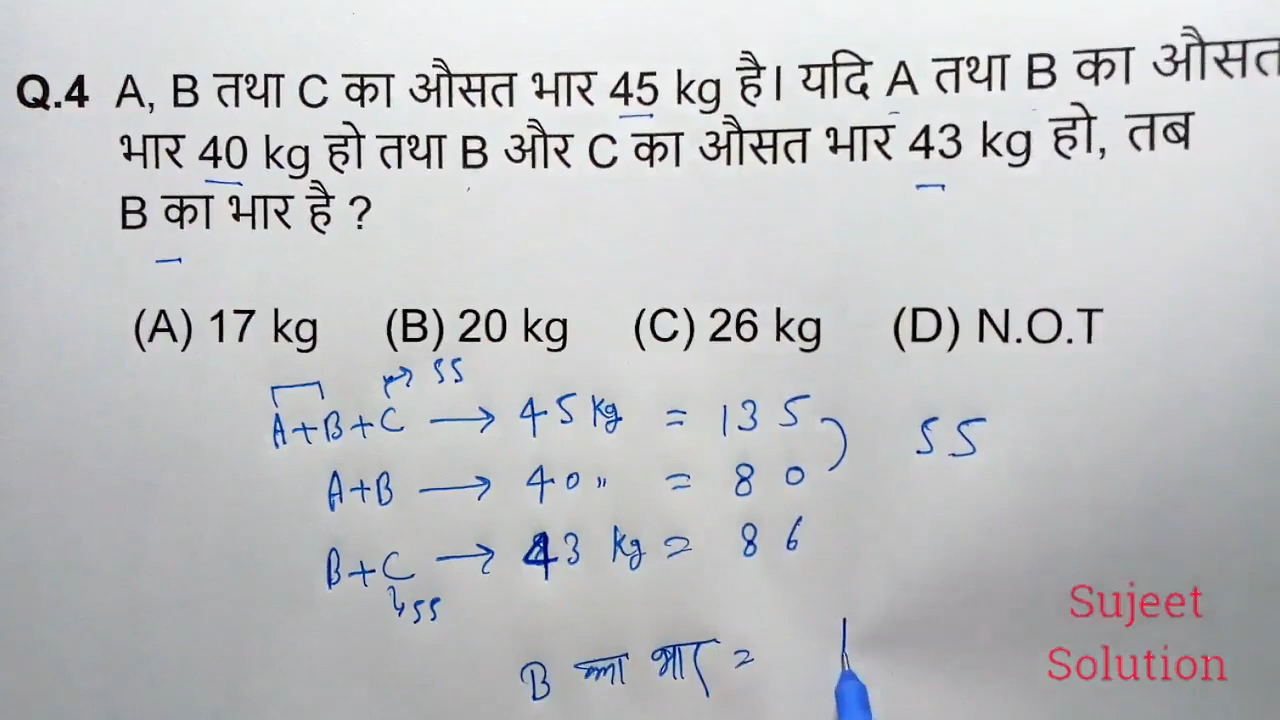 Q.4 A, B तथा C का औसत भार 45 kg है। यदि A तथा B का औसत
भार 40 kg हो तथा B और C का औसत भार 43 kg हो, तब
B का भार है ?
(A) 17 kg (B) 20 kg (C) 26 kg (D) N.O.T
→ 55
A+B+C → 45 kg = 135 ) 55
A+B → 40 " = 80
B+C → 43 kg = 86
↳55
B का भार =
Sujeet
Solution